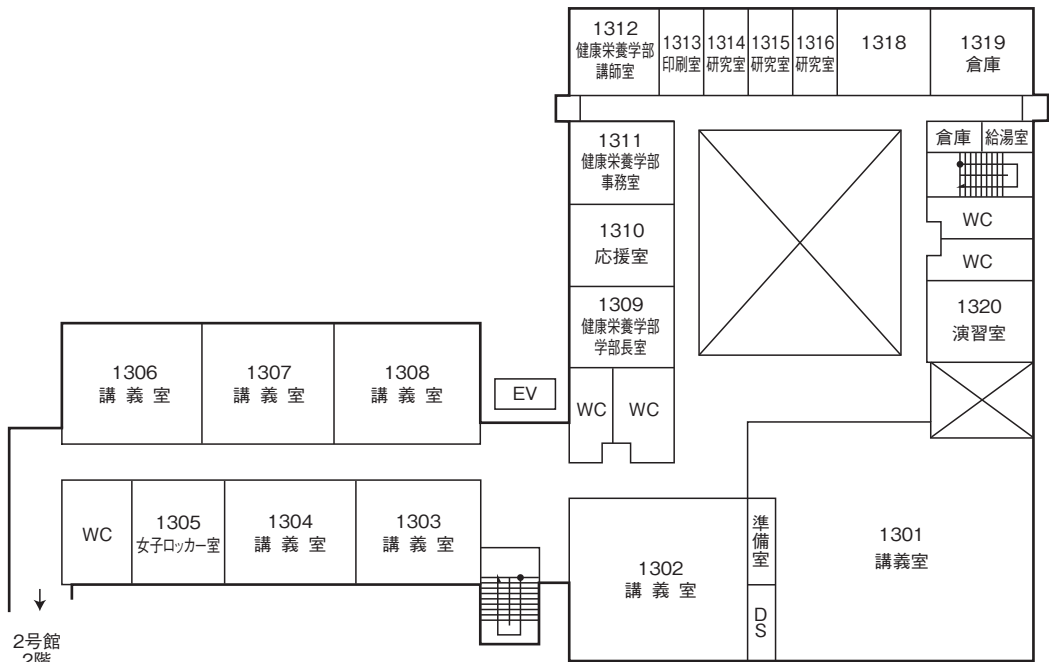 1312
健康栄養学部
講師室
1313
印刷室
1314
研究室
1315
研究室
1316
研究室
1318
1319
倉庫
1311
健康栄養学部
事務室
倉庫
給湯室
1310
応援室
WC
WC
1309
健康栄養学部
学部長室
1320
演習室
1306
講義室
1307
講義室
1308
講義室
EV
WC
WC
WC
1305
女子ロッカー室
1304
講義室
1303
講義室
1302
講義室
準備室
DS
1301
講義室
↓
2号館
2階